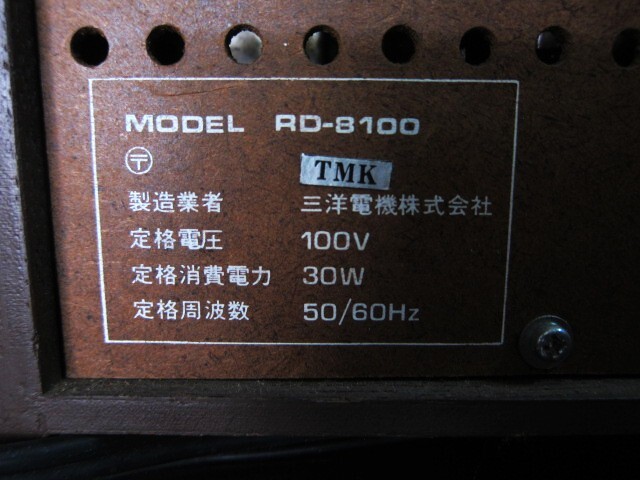 MODEL RD-8100
〒 TMK
製造業者 三洋電機株式会社
定格電圧 100V
定格消費電力 30W
定格周波数 50/60Hz